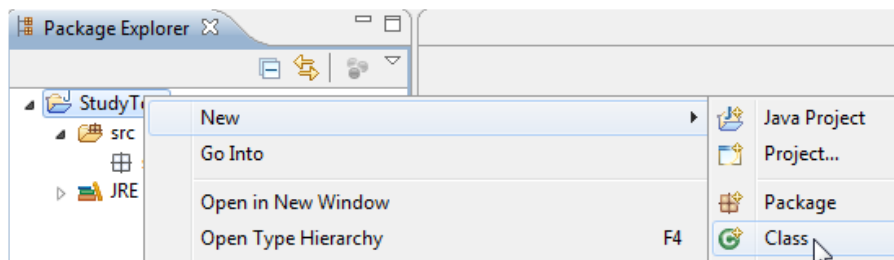 Package Explorer
StudyT
New
Java Project
src
Go Into
Project...
JRE
Open in New Window
Package
Open Type Hierarchy F4
Class